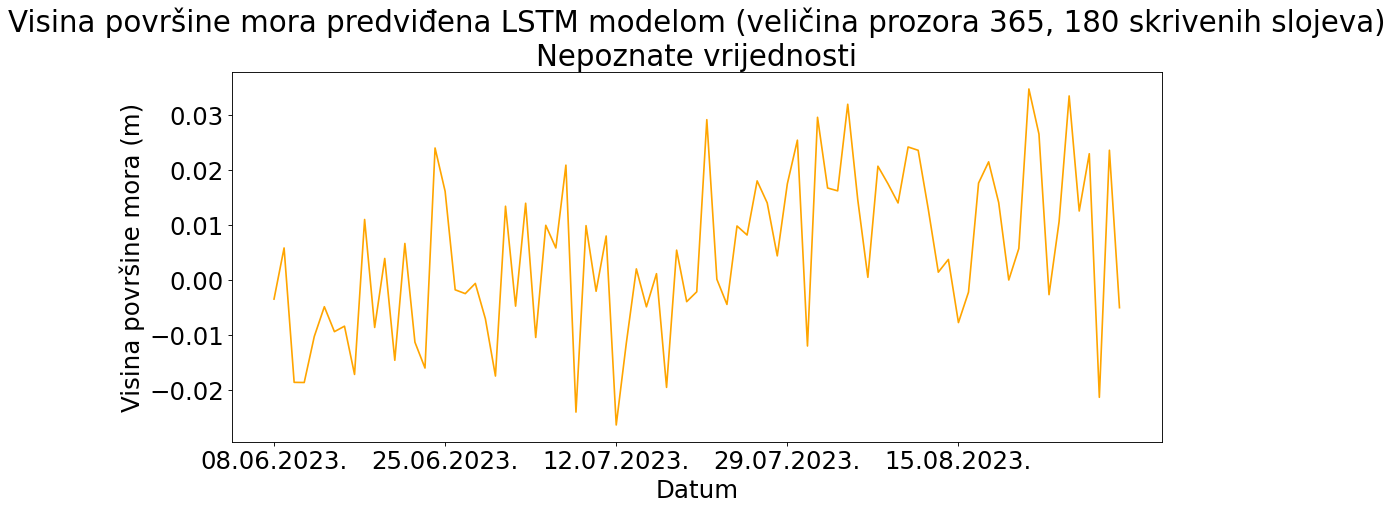 Visina površine mora predviđena LSTM modelom (veličina prozora 365, 180 skrivenih slojeva)
Nepoznate vrijednosti
Visina površine mora (m)
0.03
0.02
0.01
0.00
−0.01
−0.02
08.06.2023. 25.06.2023. 12.07.2023. 29.07.2023. 15.08.2023.
Datum